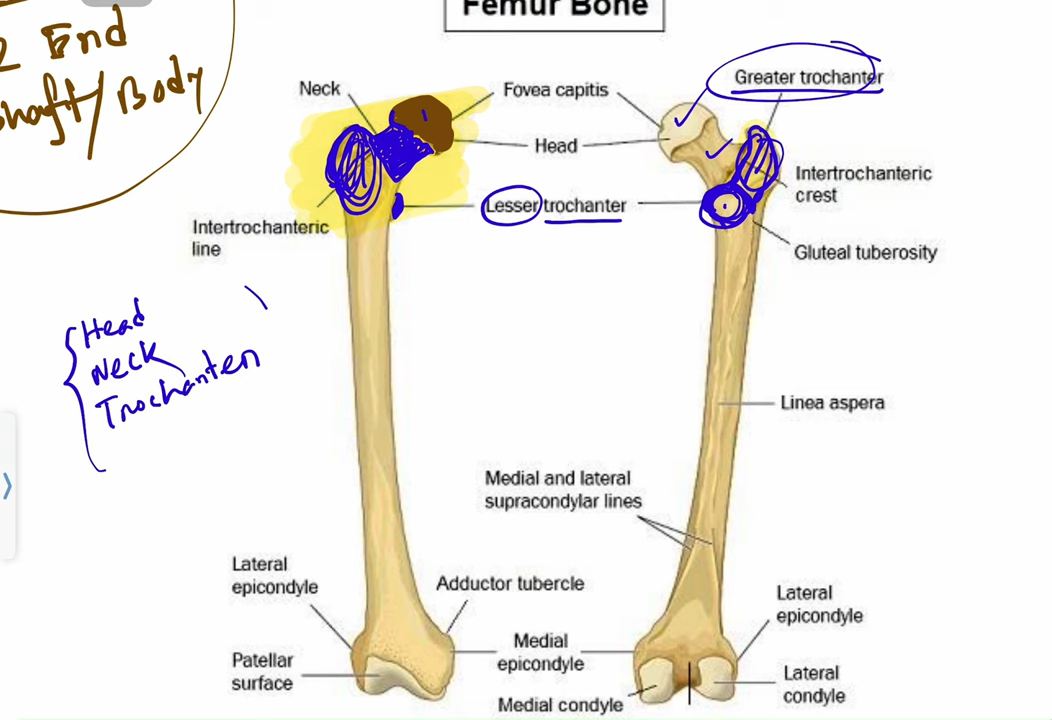 Femur Bone
2 End
Shaft/Body
Neck
Fovea capitis
Greater trochanter
Head
Intertrochanteric
crest
Lesser trochanter
Intertrochanteric
line
Gluteal tuberosity
Head
Neck
Trochanten
Linea aspera
Medial and lateral
supracondylar lines
Lateral
epicondyle
Adductor tubercle
Lateral
epicondyle
Medial
epicondyle
Patellar
surface
Lateral
condyle
Medial condyle